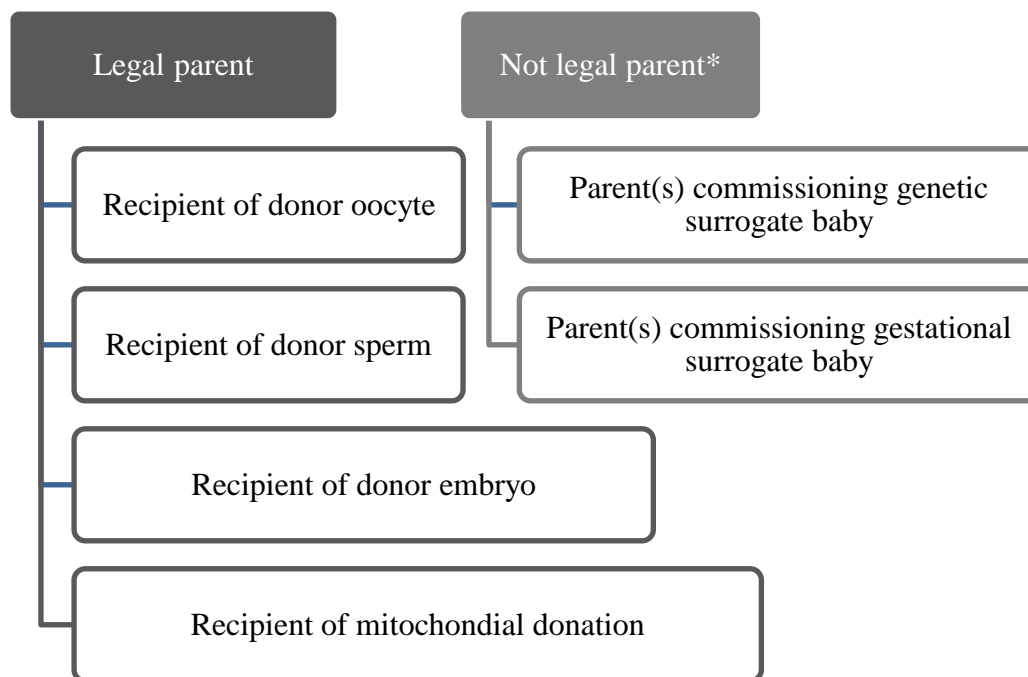 Legal parent
Recipient of donor oocyte
Recipient of donor sperm
Recipient of donor embryo
Recipient of mitochondial donation
Not legal parent*
Parent(s) commissioning genetic
surrogate baby
Parent(s) commissioning gestational
surrogate baby